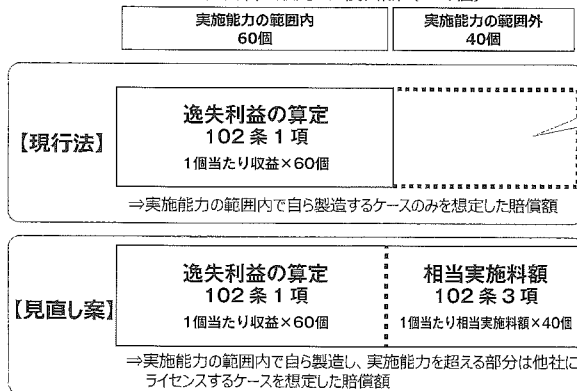 実施能力の範囲内
60個
実施能力の範囲外
40個
【現行法】
逸失利益の算定
102条1項
1個当たり収益×60個
⇒実施能力の範囲内で自ら製造するケースのみを想定した賠償額
【見直し案】
逸失利益の算定
102条1項
1個当たり収益×60個
相当実施料額
102条3項
1個当たり相当実施料額×40個
⇒実施能力の範囲内で自ら製造し、実施能力を超える部分は他社に
ライセンスするケースを想定した賠償額